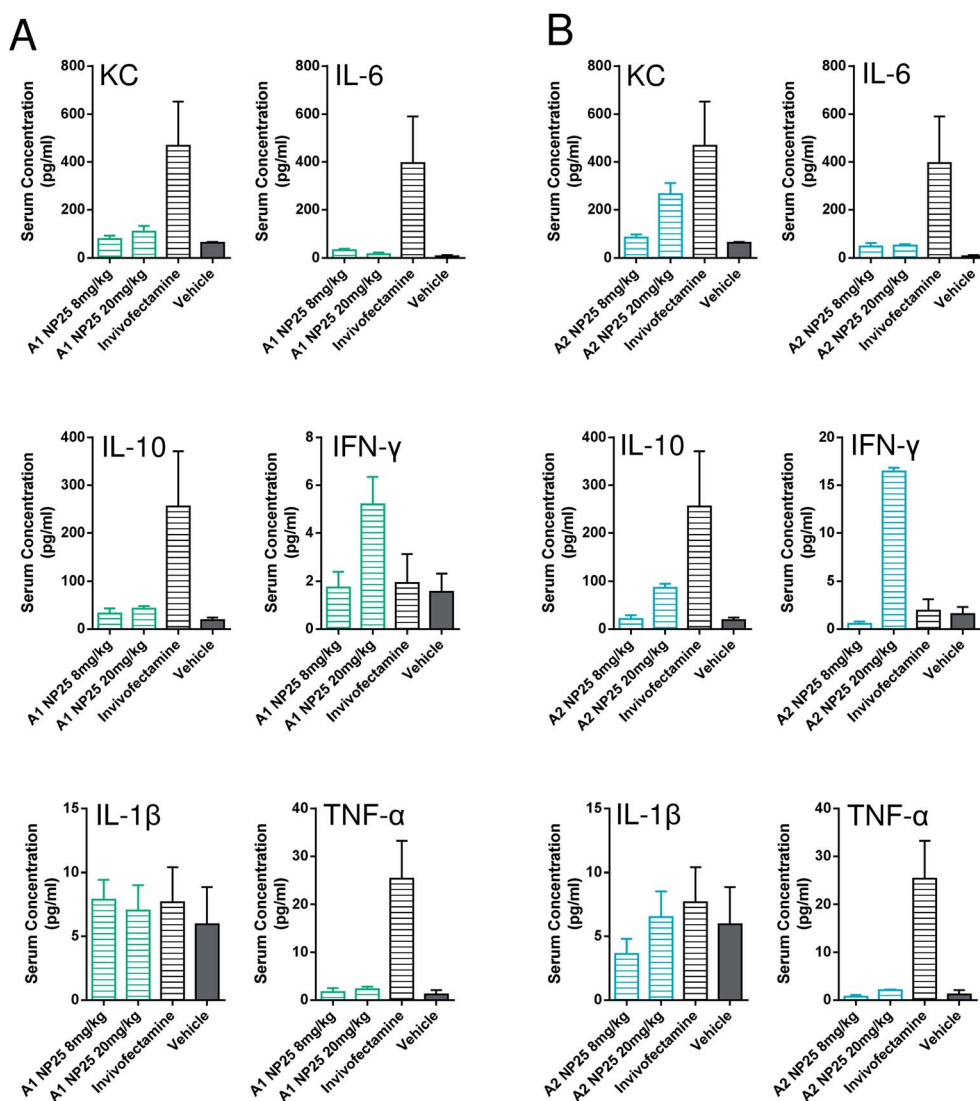 A
KC
800
600
400
200
0
Serum Concentration
(pg/ml)
A1 NP25 8mg/kg
A1 NP25 20mg/kg
Invivofectamine
Vehicle
IL-6
800
600
400
200
0
Serum Concentration
(pg/ml)
A1 NP25 8mg/kg
A1 NP25 20mg/kg
Invivofectamine
Vehicle
IL-10
400
300
200
100
0
Serum Concentration
(pg/ml)
A1 NP25 8mg/kg
A1 NP25 20mg/kg
Invivofectamine
Vehicle
IFN-γ
8
6
4
2
0
Serum Concentration
(pg/ml)
A1 NP25 8mg/kg
A1 NP25 20mg/kg
Invivofectamine
Vehicle
IL-1β
15
10
5
0
Serum Concentration
(pg/ml)
A1 NP25 8mg/kg
A1 NP25 20mg/kg
Invivofectamine
Vehicle
TNF-α
40
30
20
10
0
Serum Concentration
(pg/ml)
A1 NP25 8mg/kg
A1 NP25 20mg/kg
Invivofectamine
Vehicle
B
KC
800
600
400
200
0
Serum Concentration
(pg/ml)
A2 NP25 8mg/kg
A2 NP25 20mg/kg
Invivofectamine
Vehicle
IL-6
800
600
400
200
0
Serum Concentration
(pg/ml)
A2 NP25 8mg/kg
A2 NP25 20mg/kg
Invivofectamine
Vehicle
IL-10
400
300
200
100
0
Serum Concentration
(pg/ml)
A2 NP25 8mg/kg
A2 NP25 20mg/kg
Invivofectamine
Vehicle
IFN-γ
20
15
10
5
0
Serum Concentration
(pg/ml)
A2 NP25 8mg/kg
A2 NP25 20mg/kg
Invivofectamine
Vehicle
IL-1β
15
10
5
0
Serum Concentration
(pg/ml)
A2 NP25 8mg/kg
A2 NP25 20mg/kg
Invivofectamine
Vehicle
TNF-α
40
30
20
10
0
Serum Concentration
(pg/ml)
A2 NP25 8mg/kg
A2 NP25 20mg/kg
Invivofectamine
Vehicle